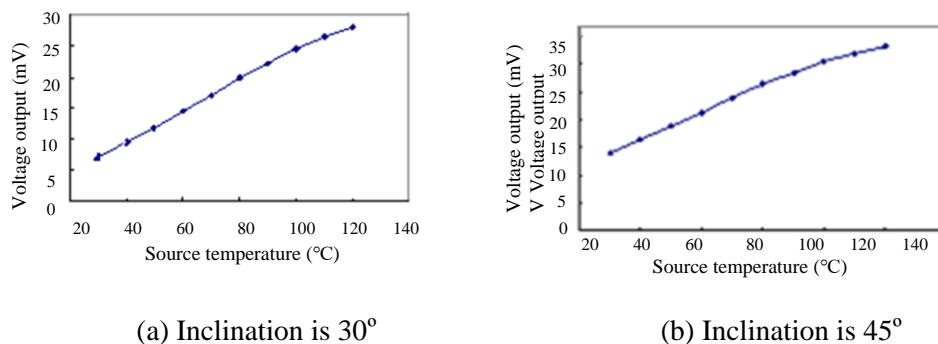 30
25
20
15
10
5
0
Voltage output (mV)
20 40 60 80 100 120 140
Source temperature (°C)
(a) Inclination is 30°
35
30
25
20
15
10
5
0
Voltage output (mV)
V Voltage output
20 40 60 80 100 120 140
Source temperature (°C)
(b) Inclination is 45°